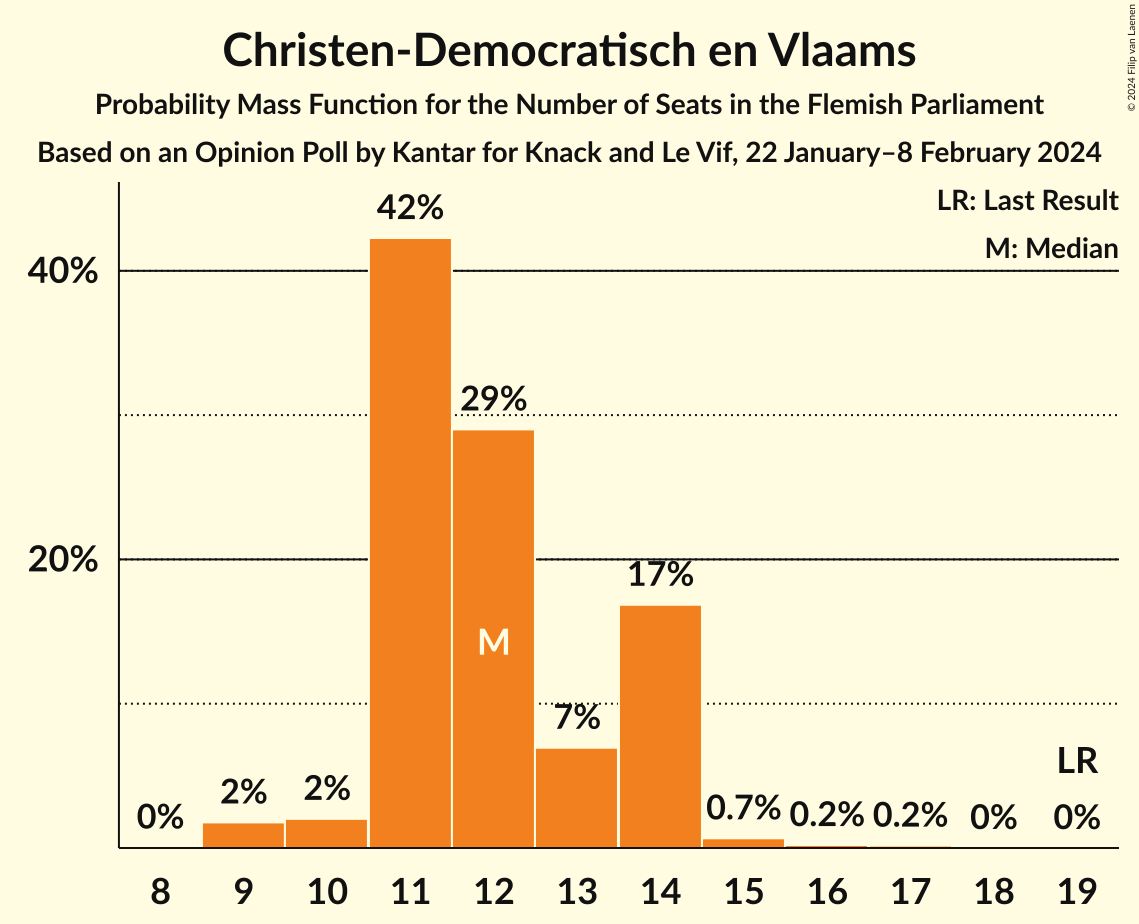 Christen-Democratisch en Vlaams
Probability Mass Function for the Number of Seats in the Flemish Parliament
Based on an Opinion Poll by Kantar for Knack and Le Vif, 22 January–8 February 2024
© 2024 Filip van Laenen
LR: Last Result
M: Median
42%
40%
29%
20%
17%
M
7%
LR
0% 2% 2% 0.7% 0.2% 0.2% 0% 0%
8 9 10 11 12 13 14 15 16 17 18 19